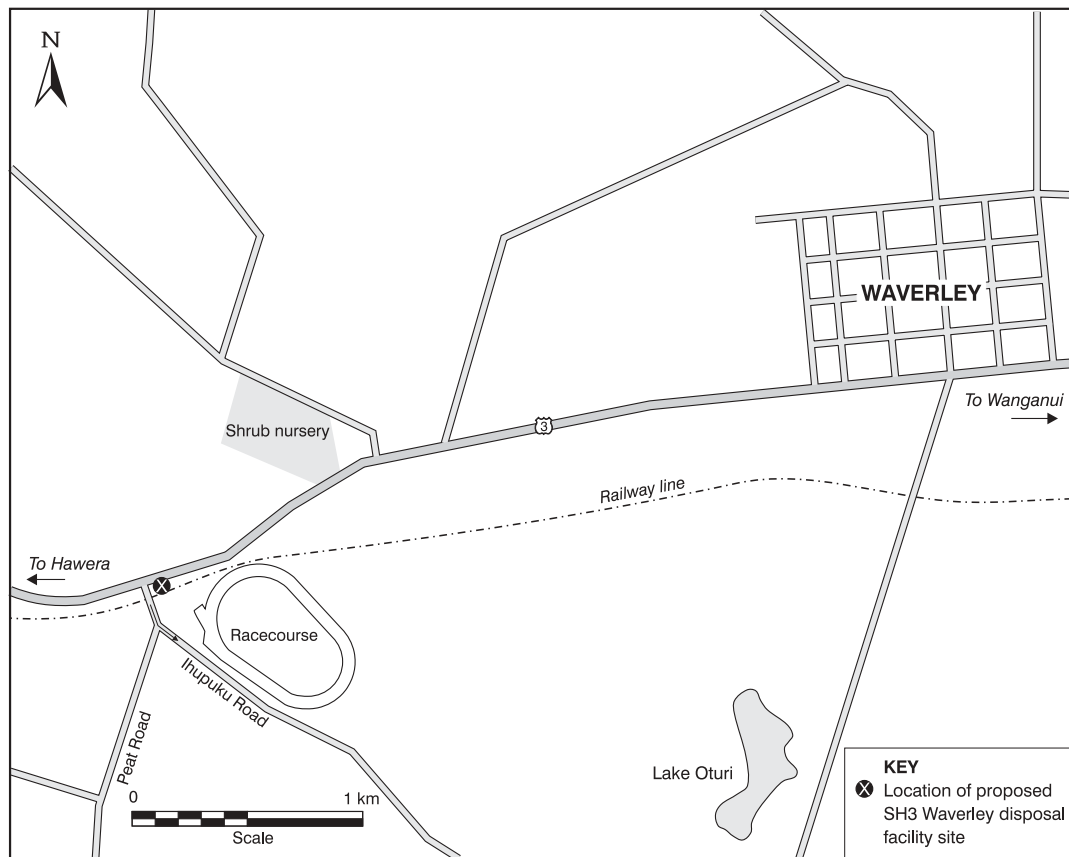 N
WAVERLEY
To Wanganui
3
Shrub nursery
Railway line
To Hawera
Racecourse
Ihupuku Road
Peat Road
Lake Oturi
0 1 km
Scale
KEY
X Location of proposed
SH3 Waverley disposal
facility site